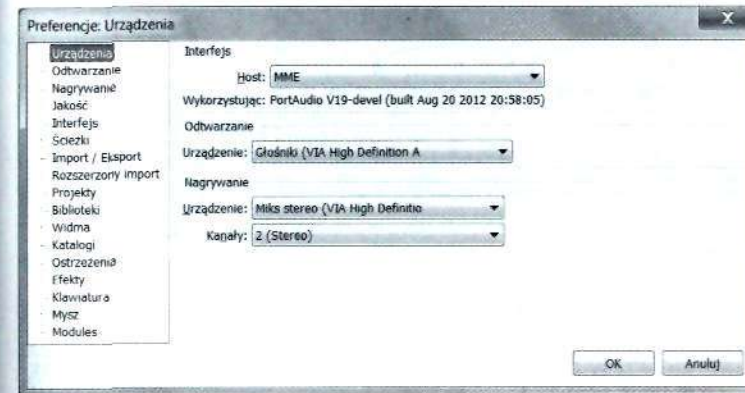 Preferencje: Urządzenia
X
Urządzenia
Odtwarzanie
Nagrywanie
Jakość
Interfejs
Ścieżki
Import / Eksport
Rozszerzony import
Projekty
Biblioteki
Widma
Katalogi
Ostrzeżenia
Efekty
Klawiatura
Mysz
Modules
Interfejs
Host: MME
Wykorzystując: PortAudio V19-devel (built Aug 20 2012 20:58:05)
Odtwarzanie
Urządzenie: Głośniki (VIA High Definition A
Nagrywanie
Urządzenie: Miks stereo (VIA High Definitio
Kanały: 2 (Stereo)
OK
Anuluj